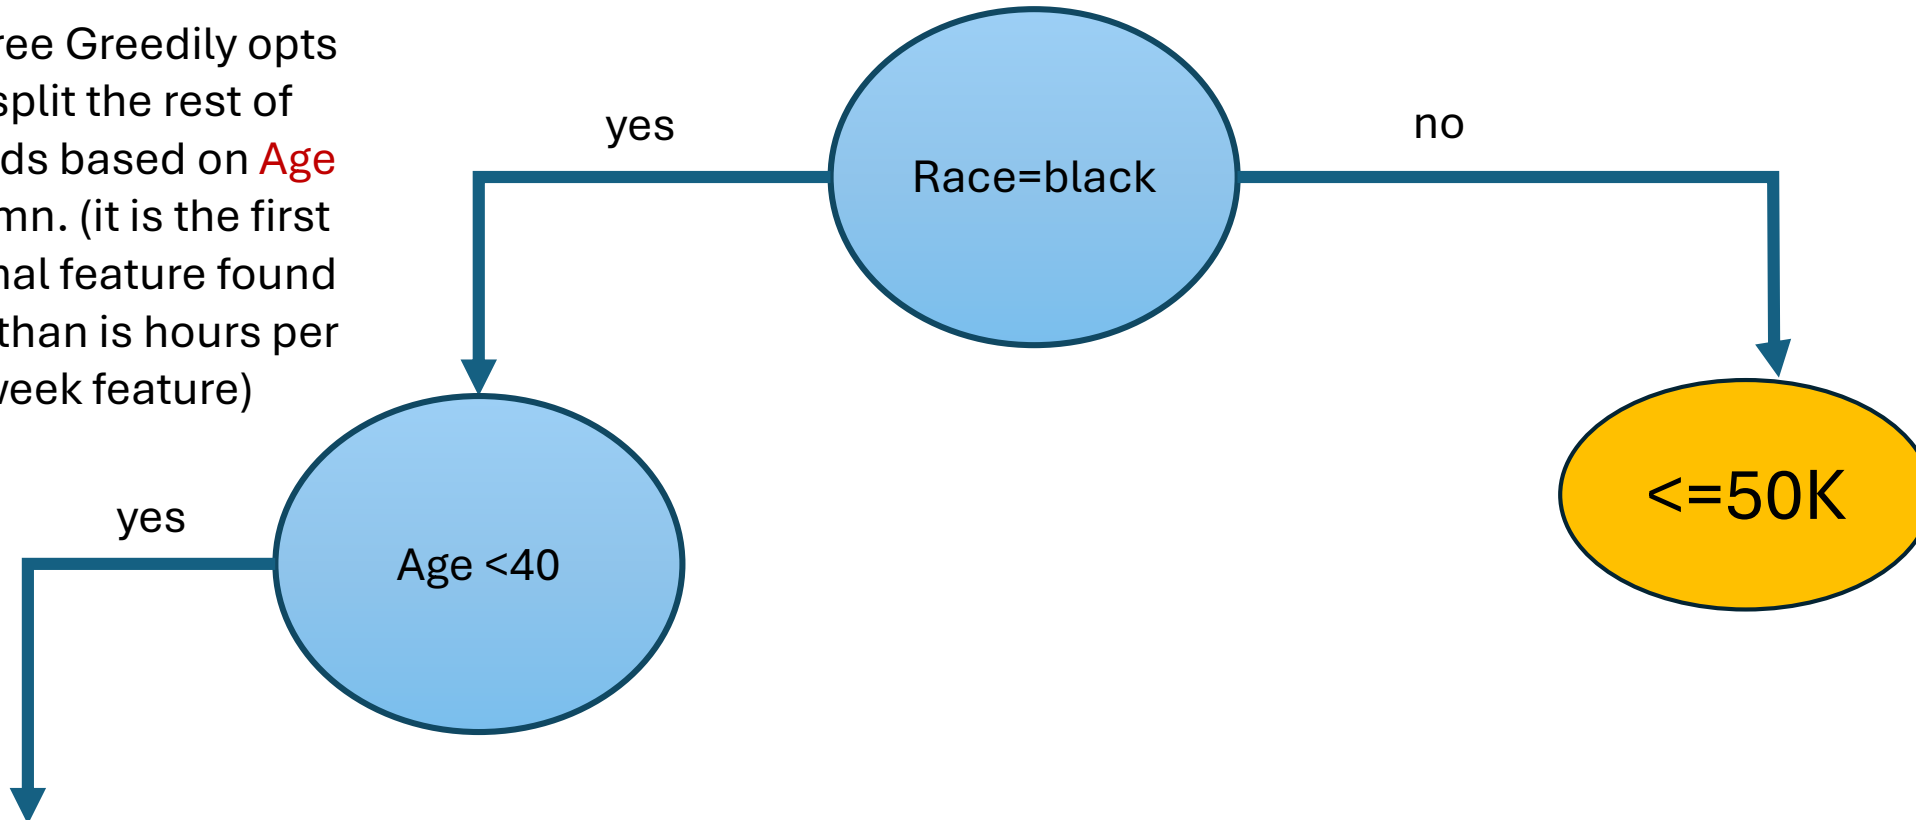 ree Greedily opts
split the rest of
ds based on Age
mn. (it is the first
nal feature found
than is hours per
week feature)
yes
no
Race=black
<=50K
yes
Age <40